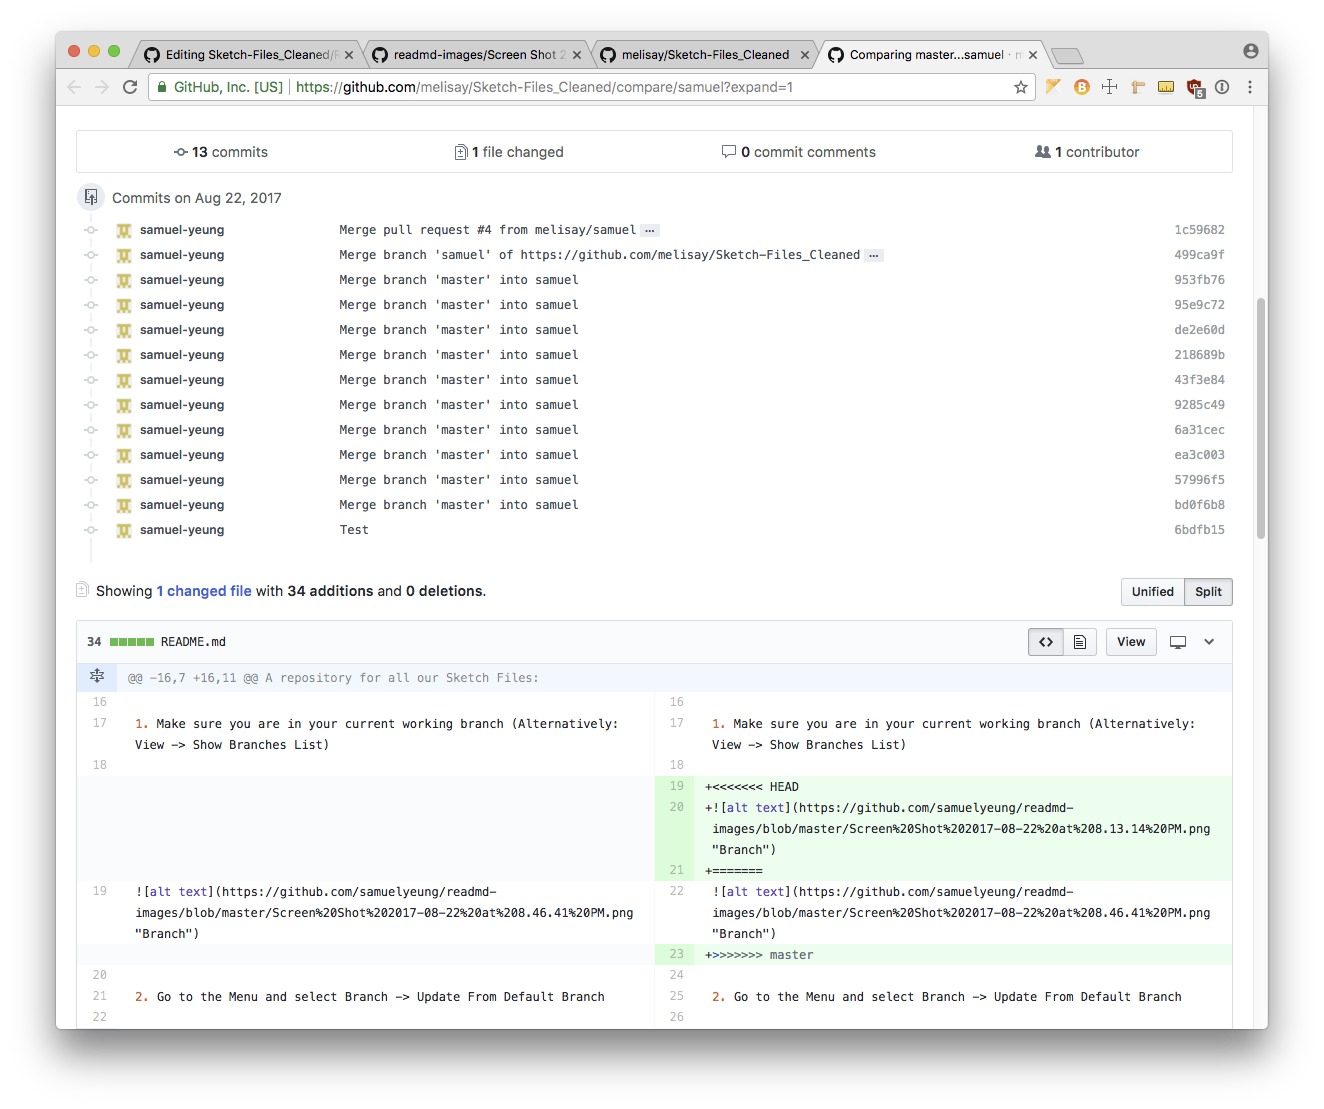 Editing Sketch-Files_Cleaned/R
readmd-images/Screen Shot 2
melisay/Sketch-Files_Cleaned
Comparing master...samuel · m
GitHub, Inc. [US] https://github.com/melisay/Sketch-Files_Cleaned/compare/samuel?expand=1
13 commits
1 file changed
0 commit comments
1 contributor
Commits on Aug 22, 2017
samuel-yeung Merge pull request #4 from melisay/samuel ... 1c59682
samuel-yeung Merge branch 'samuel' of https://github.com/melisay/Sketch-Files_Cleaned ... 499ca9f
samuel-yeung Merge branch 'master' into samuel 953fb76
samuel-yeung Merge branch 'master' into samuel 95e9c72
samuel-yeung Merge branch 'master' into samuel de2e60d
samuel-yeung Merge branch 'master' into samuel 218689b
samuel-yeung Merge branch 'master' into samuel 43f3e84
samuel-yeung Merge branch 'master' into samuel 9285c49
samuel-yeung Merge branch 'master' into samuel 6a31cec
samuel-yeung Merge branch 'master' into samuel ea3c003
samuel-yeung Merge branch 'master' into samuel 57996f5
samuel-yeung Merge branch 'master' into samuel bd0f6b8
samuel-yeung Test 6bdfb15
Showing 1 changed file with 34 additions and 0 deletions.
Unified Split
34 README.md
View
@@ -16,7 +16,11 @@ A repository for all our Sketch Files:
16
17 1. Make sure you are in your current working branch (Alternatively:
View -> Show Branches List)
18
19 ![alt text](https://github.com/samuelyeung/readmd-
images/blob/master/Screen%20Shot%202017-08-22%20at%208.46.41%20PM.png
"Branch")
20
21 2. Go to the Menu and select Branch -> Update From Default Branch
22
16
17 1. Make sure you are in your current working branch (Alternatively:
View -> Show Branches List)
18
19 +<<<<<<< HEAD
20 +![alt text](https://github.com/samuelyeung/readmd-
images/blob/master/Screen%20Shot%202017-08-22%20at%208.13.14%20PM.png
"Branch")
21 +=======
22 ![alt text](https://github.com/samuelyeung/readmd-
images/blob/master/Screen%20Shot%202017-08-22%20at%208.46.41%20PM.png
"Branch")
23 +>>>>>>> master
24
25 2. Go to the Menu and select Branch -> Update From Default Branch
26